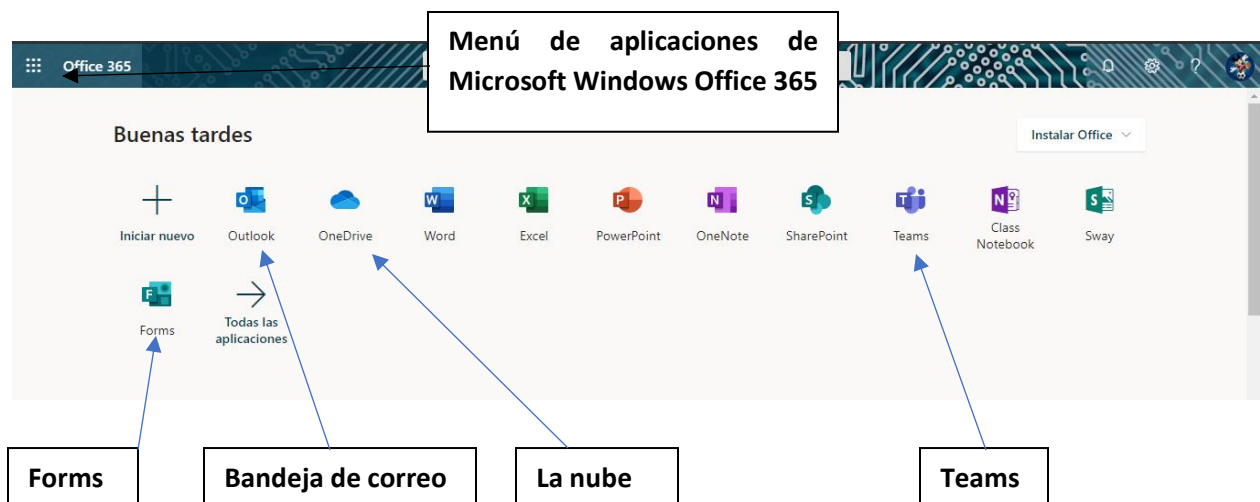 Menú de aplicaciones de
Microsoft Windows Office 365
Office 365
Buenas tardes
Instalar Office
Iniciar nuevo
Outlook
OneDrive
Word
Excel
PowerPoint
OneNote
SharePoint
Teams
Class
Notebook
Sway
Forms
Todas las
aplicaciones
Forms
Bandeja de correo
La nube
Teams